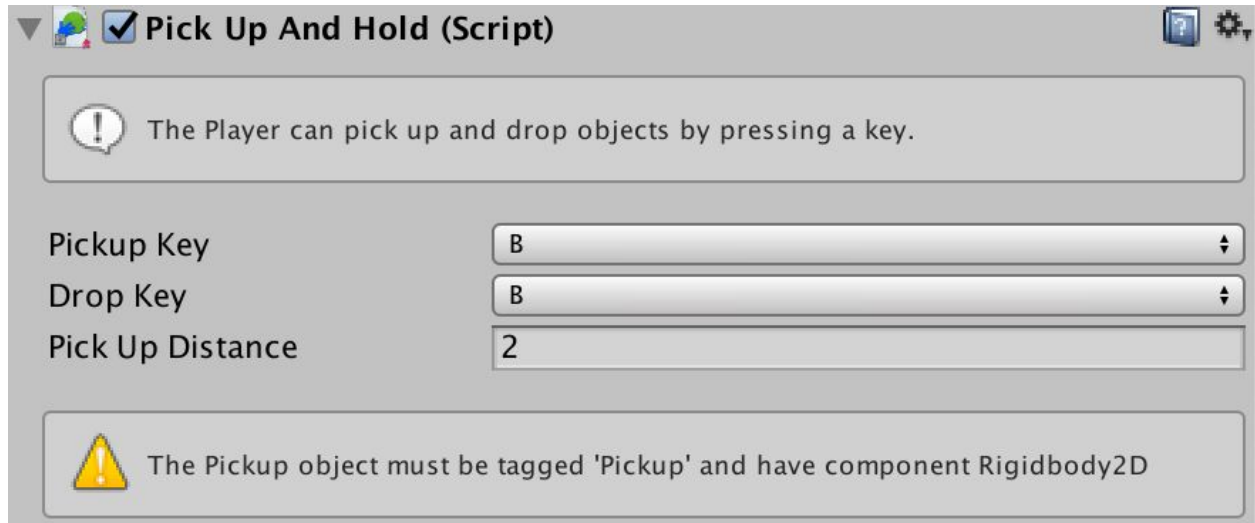 Pick Up And Hold (Script)
The Player can pick up and drop objects by pressing a key.
Pickup Key B
Drop Key B
Pick Up Distance 2
The Pickup object must be tagged 'Pickup' and have component Rigidbody2D